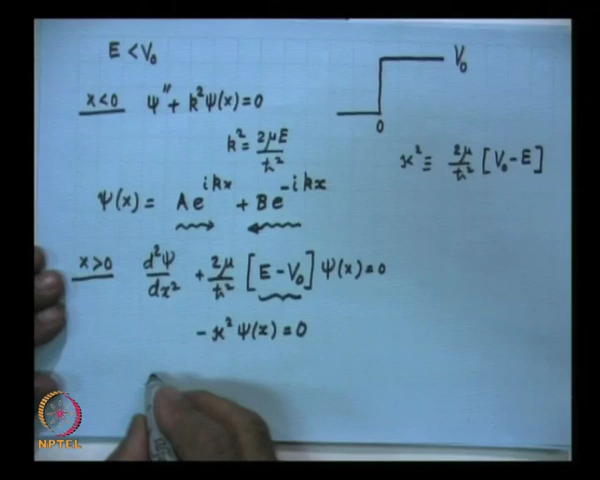 E < V₀
V₀
0
x<0 ψ″ + k²ψ(x) = 0
k² = 2μE/ħ²
ϰ² ≡ 2μ/ħ² [V₀ − E]
ψ(x) = Ae^{ikx} + Be^{−ikx}
x>0 d²ψ/dx² + 2μ/ħ² [E − V₀] ψ(x) = 0
− ϰ² ψ(x) = 0
NPTEL